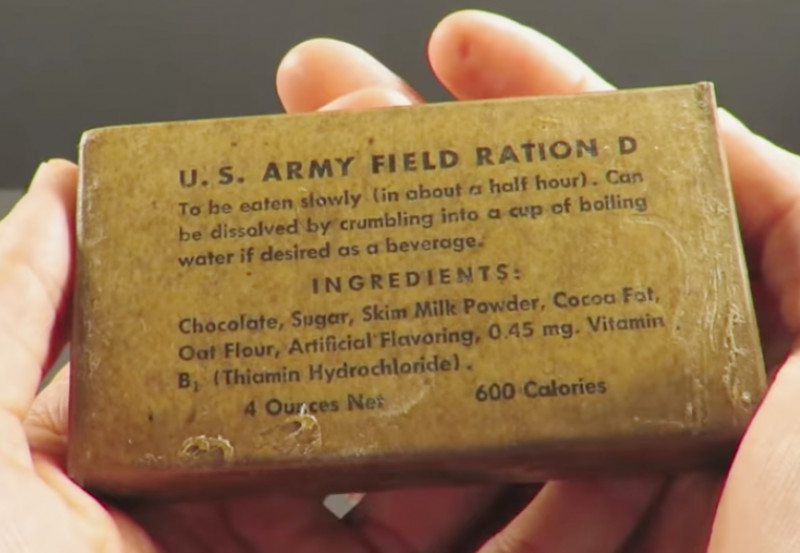 U. S. ARMY FIELD RATION D
To be eaten slowly (in about a half hour). Can
be dissolved by crumbling into a cup of boiling
water if desired as a beverage.
INGREDIENTS:
Chocolate, Sugar, Skim Milk Powder, Cocoa Fat,
Oat Flour, Artificial Flavoring, 0.45 mg. Vitamin
B₁ (Thiamin Hydrochloride).
4 Ounces Net 600 Calories